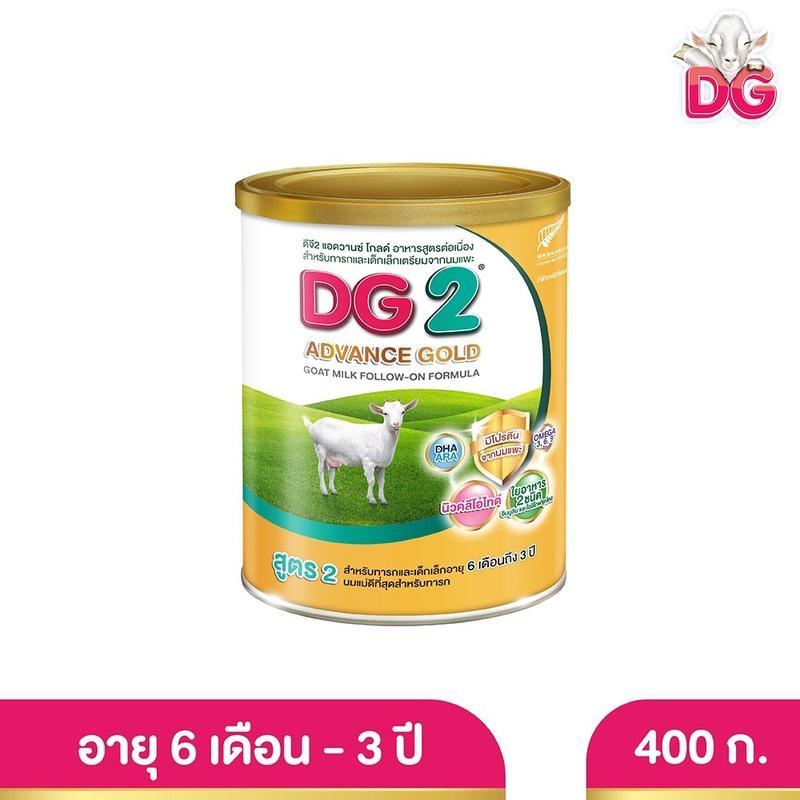 DG
ดีจี2 แอดวานซ์ โกลด์ อาหารสูตรต่อเนื่อง
สำหรับทารกและเด็กเล็กเตรียมจากนมแพะ
DG 2®
ADVANCE GOLD
GOAT MILK FOLLOW-ON FORMULA
DHA
ARA
มีโปรตีน
จากนมแพะ
OMEGA
3, 6, 9
นิวคลีโอไทด์
ใยอาหาร
2 ชนิด
สูตร 2
สำหรับทารกและเด็กเล็กอายุ 6 เดือนถึง 3 ปี
นมแม่ดีที่สุดสำหรับทารก
อายุ 6 เดือน - 3 ปี
400 ก.